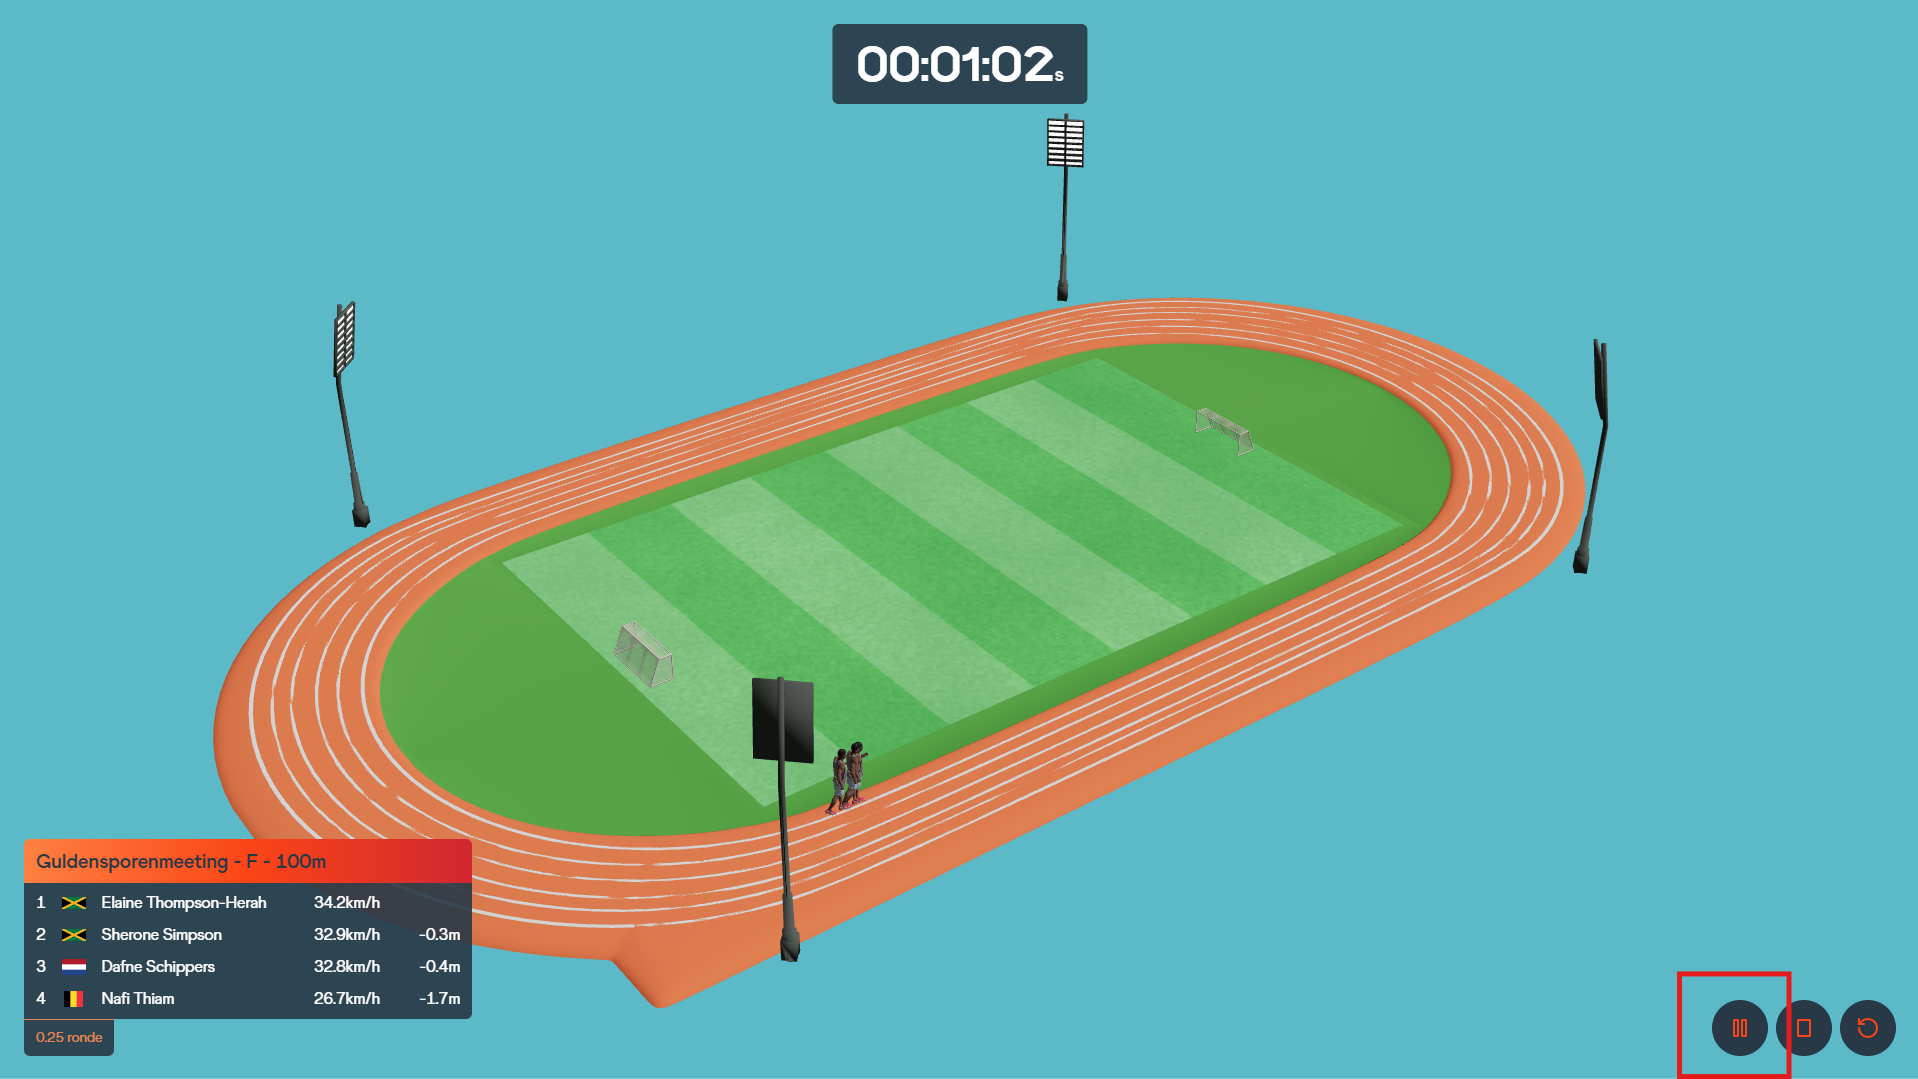 00:01:02s
Guldensporenmeeting - F - 100m
1 Elaine Thompson-Herah 34.2km/h
2 Sherone Simpson 32.9km/h -0.3m
3 Dafne Schippers 32.8km/h -0.4m
4 Nafi Thiam 26.7km/h -1.7m
0.25 ronde